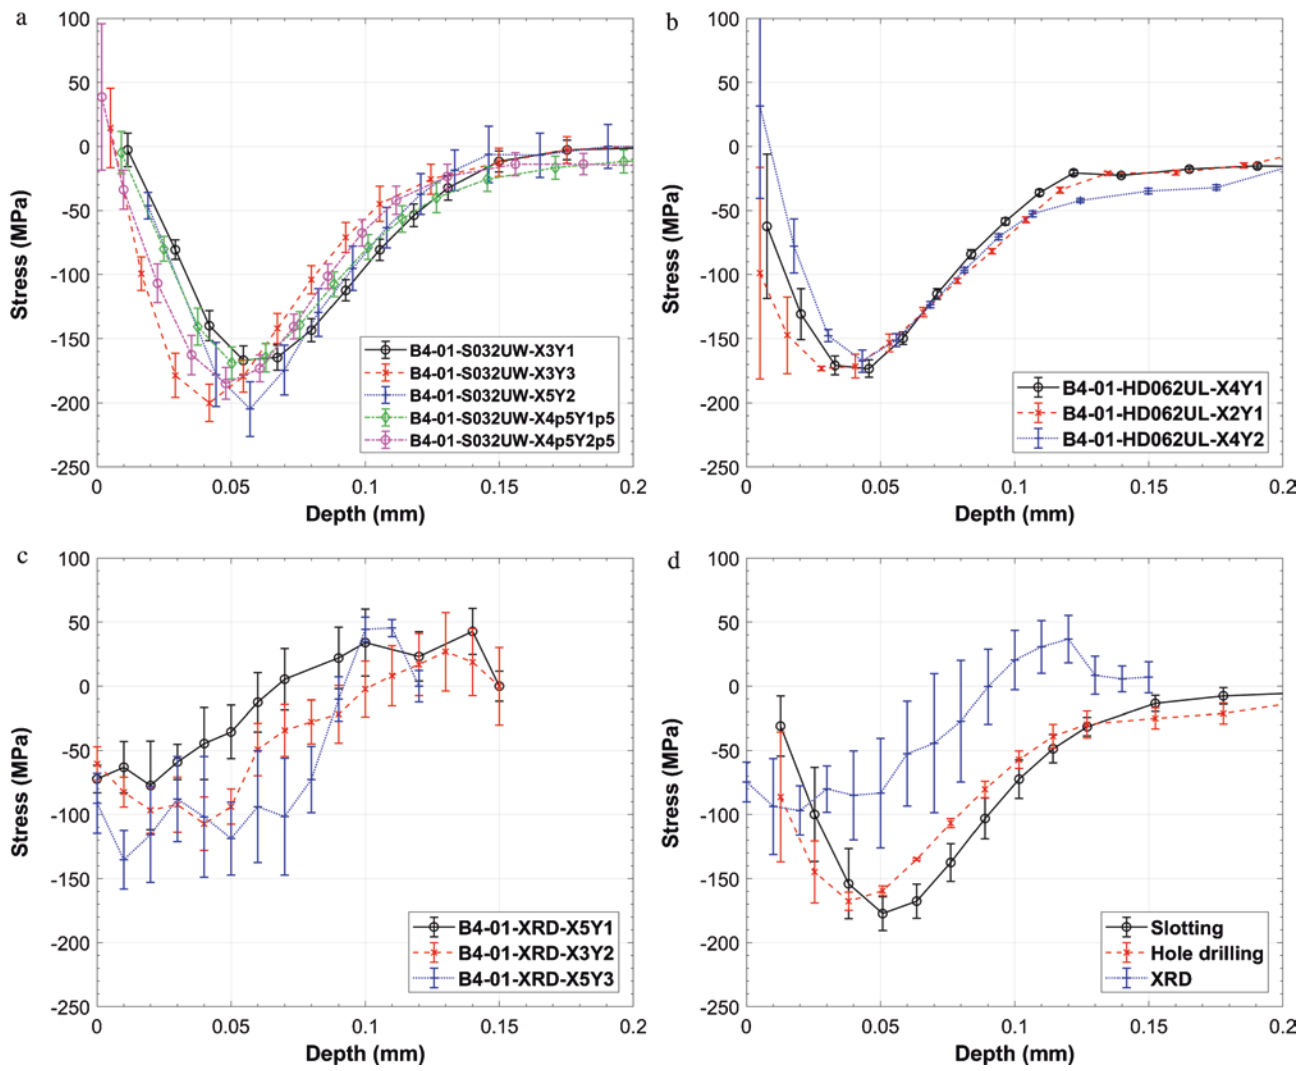 a
100
50
0
-50
-100
-150
-200
-250
Stress (MPa)
0
0.05
0.1
0.15
0.2
Depth (mm)
B4-01-S032UW-X3Y1
B4-01-S032UW-X3Y3
B4-01-S032UW-X5Y2
B4-01-S032UW-X4p5Y1p5
B4-01-S032UW-X4p5Y2p5
b
100
50
0
-50
-100
-150
-200
-250
Stress (MPa)
0
0.05
0.1
0.15
0.2
Depth (mm)
B4-01-HD062UL-X4Y1
B4-01-HD062UL-X2Y1
B4-01-HD062UL-X4Y2
c
100
50
0
-50
-100
-150
-200
-250
Stress (MPa)
0
0.05
0.1
0.15
0.2
Depth (mm)
B4-01-XRD-X5Y1
B4-01-XRD-X3Y2
B4-01-XRD-X5Y3
d
100
50
0
-50
-100
-150
-200
-250
Stress (MPa)
0
0.05
0.1
0.15
0.2
Depth (mm)
Slotting
Hole drilling
XRD